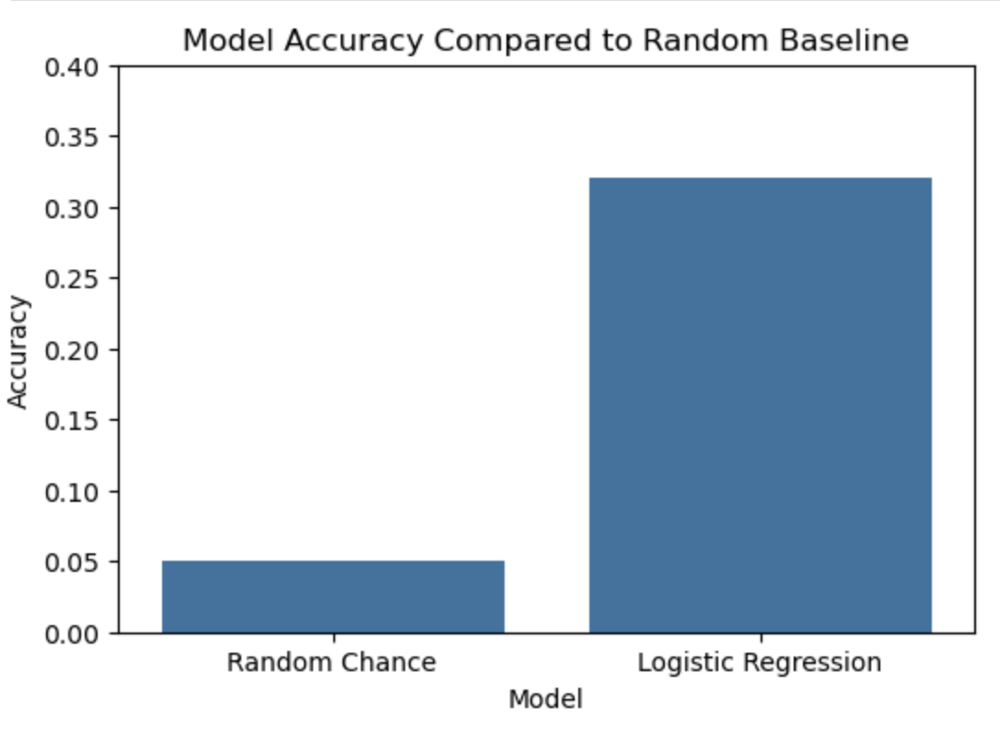 Model Accuracy Compared to Random Baseline
0.40
0.35
0.30
0.25
0.20
0.15
0.10
0.05
0.00
Accuracy
Random Chance
Logistic Regression
Model